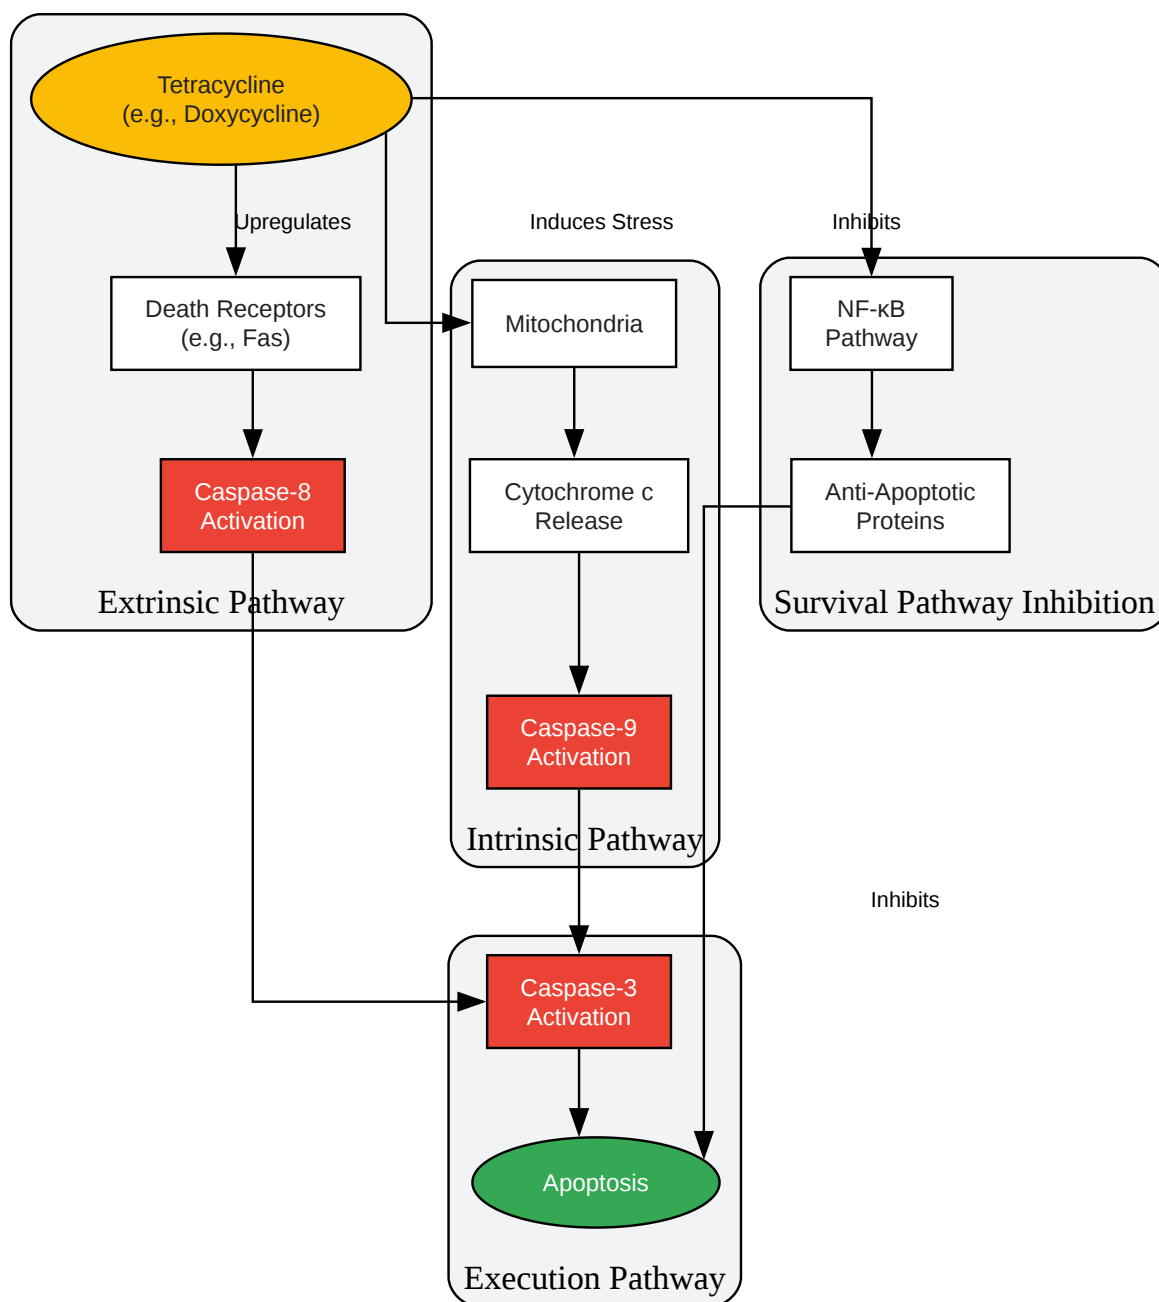 Tetracycline
(e.g., Doxycycline)
Upregulates
Induces Stress
Inhibits
Death Receptors
(e.g., Fas)
Mitochondria
NF-κB
Pathway
Caspase-8
Activation
Cytochrome c
Release
Anti-Apoptotic
Proteins
Extrinsic Pathway
Survival Pathway Inhibition
Caspase-9
Activation
Intrinsic Pathway
Inhibits
Caspase-3
Activation
Apoptosis
Execution Pathway